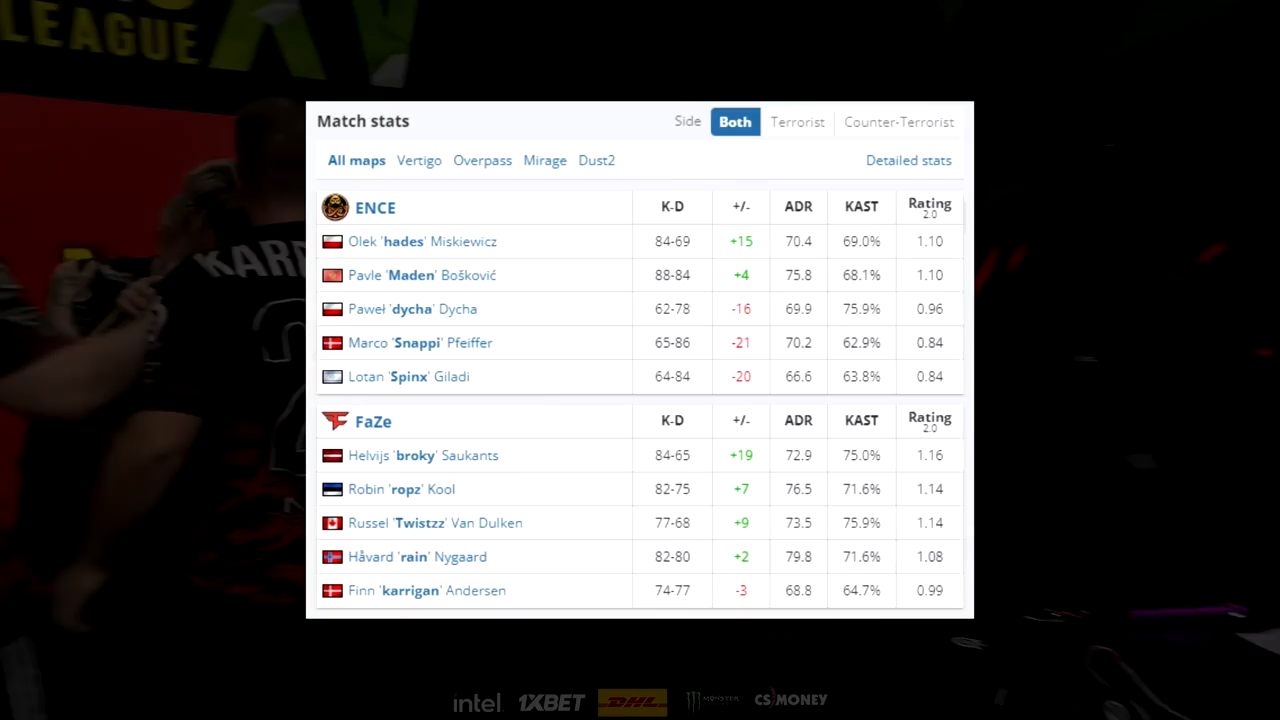 LEAGUE
Match stats Side Both Terrorist Counter-Terrorist
All maps Vertigo Overpass Mirage Dust2 Detailed stats
ENCE K-D +/- ADR KAST Rating 2.0
Olek 'hades' Miskiewicz 84-69 +15 70.4 69.0% 1.10
Pavle 'Maden' Bošković 88-84 +4 75.8 68.1% 1.10
Paweł 'dycha' Dycha 62-78 -16 69.9 75.9% 0.96
Marco 'Snappi' Pfeiffer 65-86 -21 70.2 62.9% 0.84
Lotan 'Spinx' Giladi 64-84 -20 66.6 63.8% 0.84
FaZe K-D +/- ADR KAST Rating 2.0
Helvijs 'broky' Saukants 84-65 +19 72.9 75.0% 1.16
Robin 'ropz' Kool 82-75 +7 76.5 71.6% 1.14
Russel 'Twistzz' Van Dulken 77-68 +9 73.5 75.9% 1.14
Håvard 'rain' Nygaard 82-80 +2 79.8 71.6% 1.08
Finn 'karrigan' Andersen 74-77 -3 68.8 64.7% 0.99
intel 1XBET DHL MONSTER CS MONEY